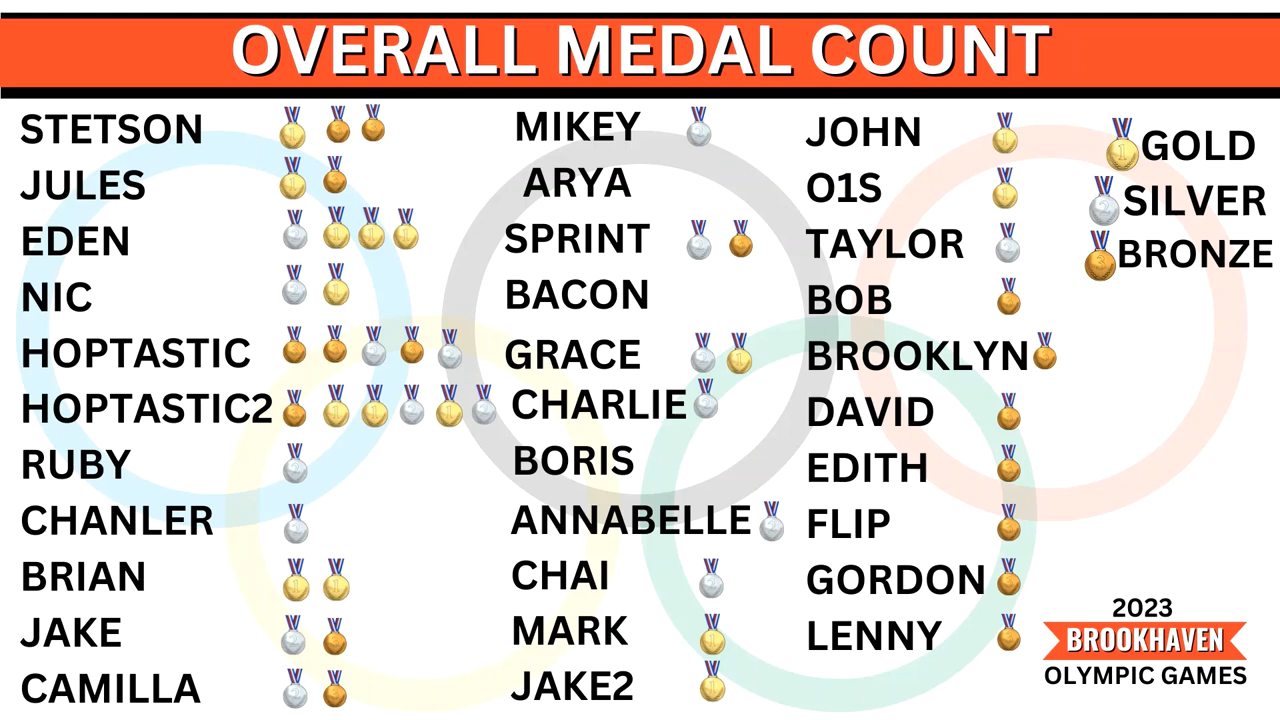 OVERALL MEDAL COUNT
STETSON
JULES
EDEN
NIC
HOPTASTIC
HOPTASTIC2
RUBY
CHANLER
BRIAN
JAKE
CAMILLA
MIKEY
ARYA
SPRINT
BACON
GRACE
CHARLIE
BORIS
ANNABELLE
CHAI
MARK
JAKE2
JOHN
O1S
TAYLOR
BOB
BROOKLYN
DAVID
EDITH
FLIP
GORDON
LENNY
GOLD
SILVER
BRONZE
2023
BROOKHAVEN
OLYMPIC GAMES